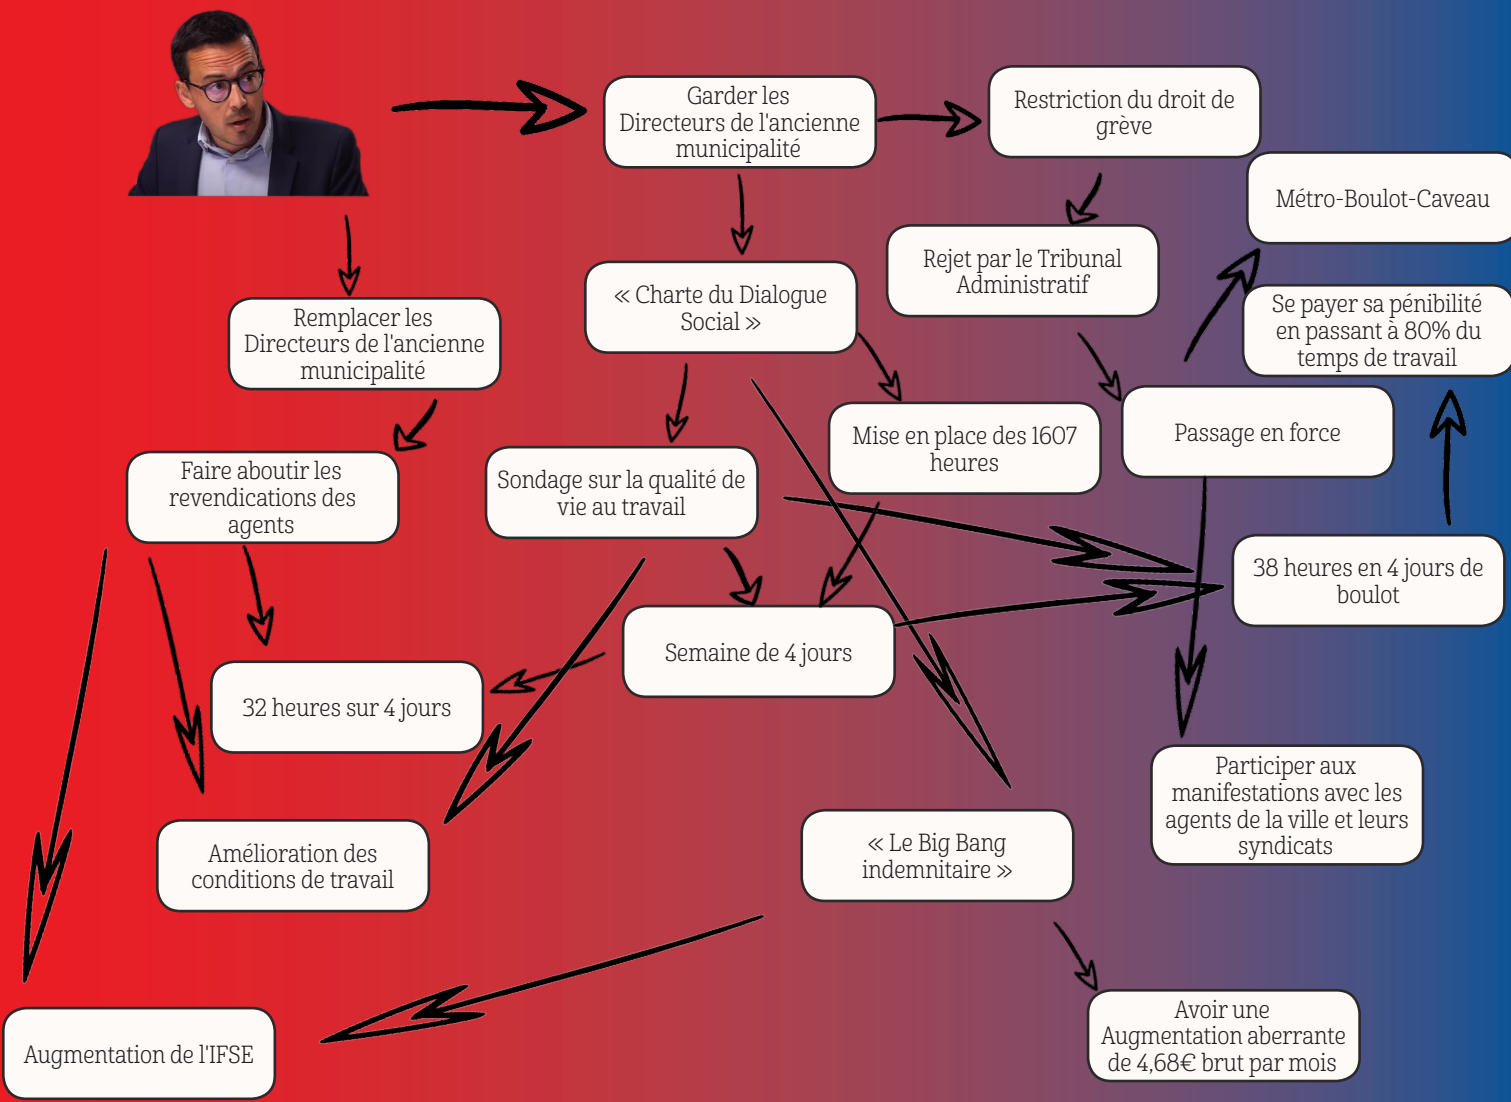 Garder les
Directeurs de l'ancienne
municipalité
Restriction du droit de
grève
Métro-Boulot-Caveau
Rejet par le Tribunal
Administratif
« Charte du Dialogue
Social »
Se payer sa pénibilité
en passant à 80% du
temps de travail
Remplacer les
Directeurs de l'ancienne
municipalité
Mise en place des 1607
heures
Passage en force
Faire aboutir les
revendications des
agents
Sondage sur la qualité de
vie au travail
38 heures en 4 jours de
boulot
Semaine de 4 jours
32 heures sur 4 jours
Participer aux
manifestations avec les
agents de la ville et leurs
syndicats
Amélioration des
conditions de travail
« Le Big Bang
indemnitaire »
Augmentation de l'IFSE
Avoir une
Augmentation aberrante
de 4,68€ brut par mois